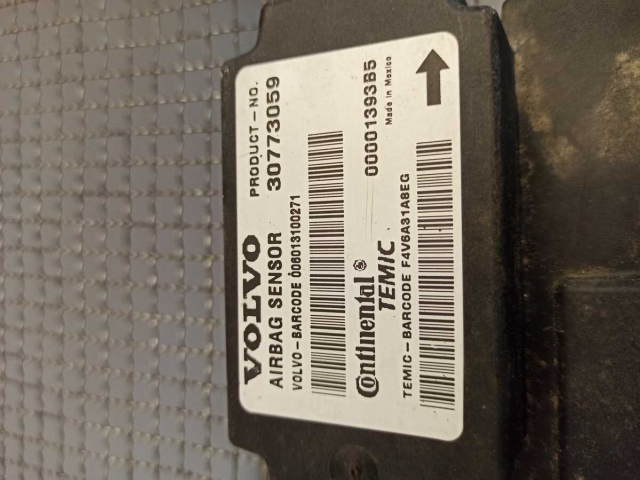 VOLVO PRODUCT-NO.
AIRBAG SENSOR 30773059
VOLVO-BARCODE 006013100271
Continental
TEMIC 00001393B5
Made in Mexico
TEMIC-BARCODE F4V6A31A8EG